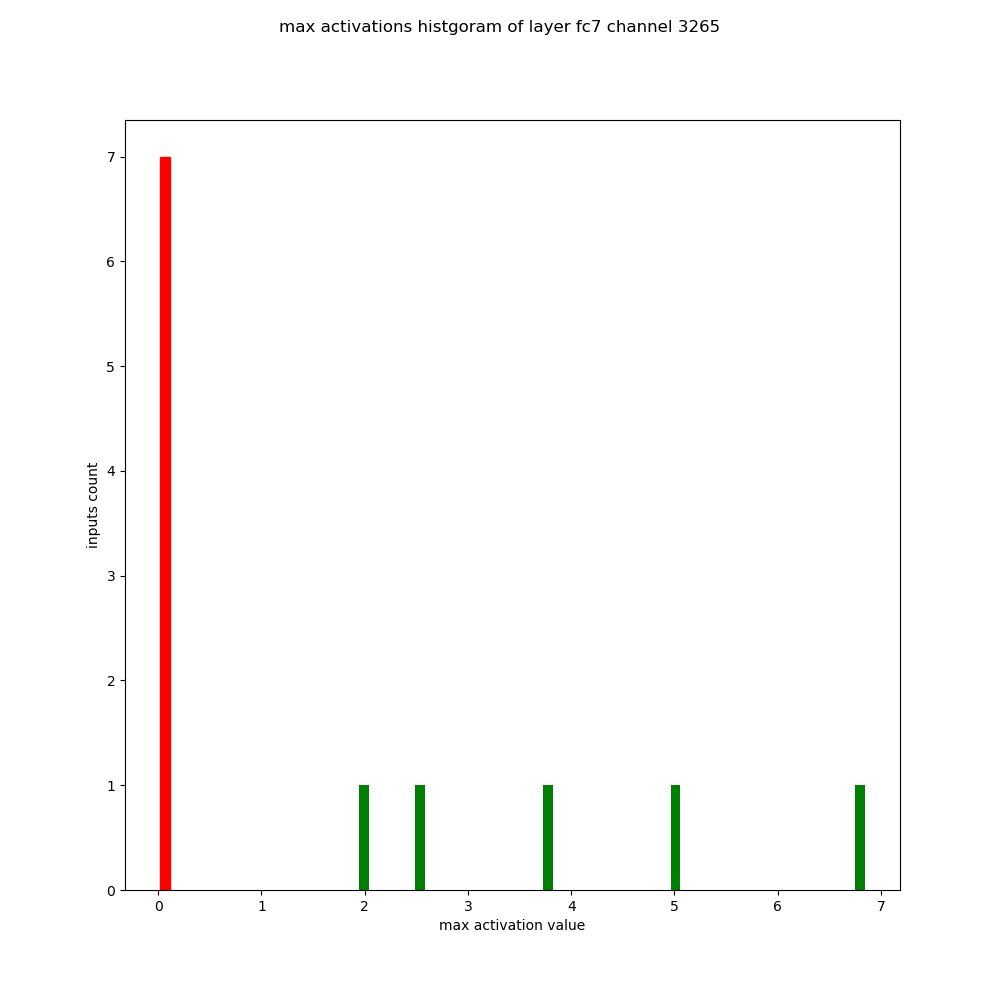 max activations histgoram of layer fc7 channel 3265
7
6
5
4
3
2
1
0
inputs count
0 1 2 3 4 5 6 7
max activation value